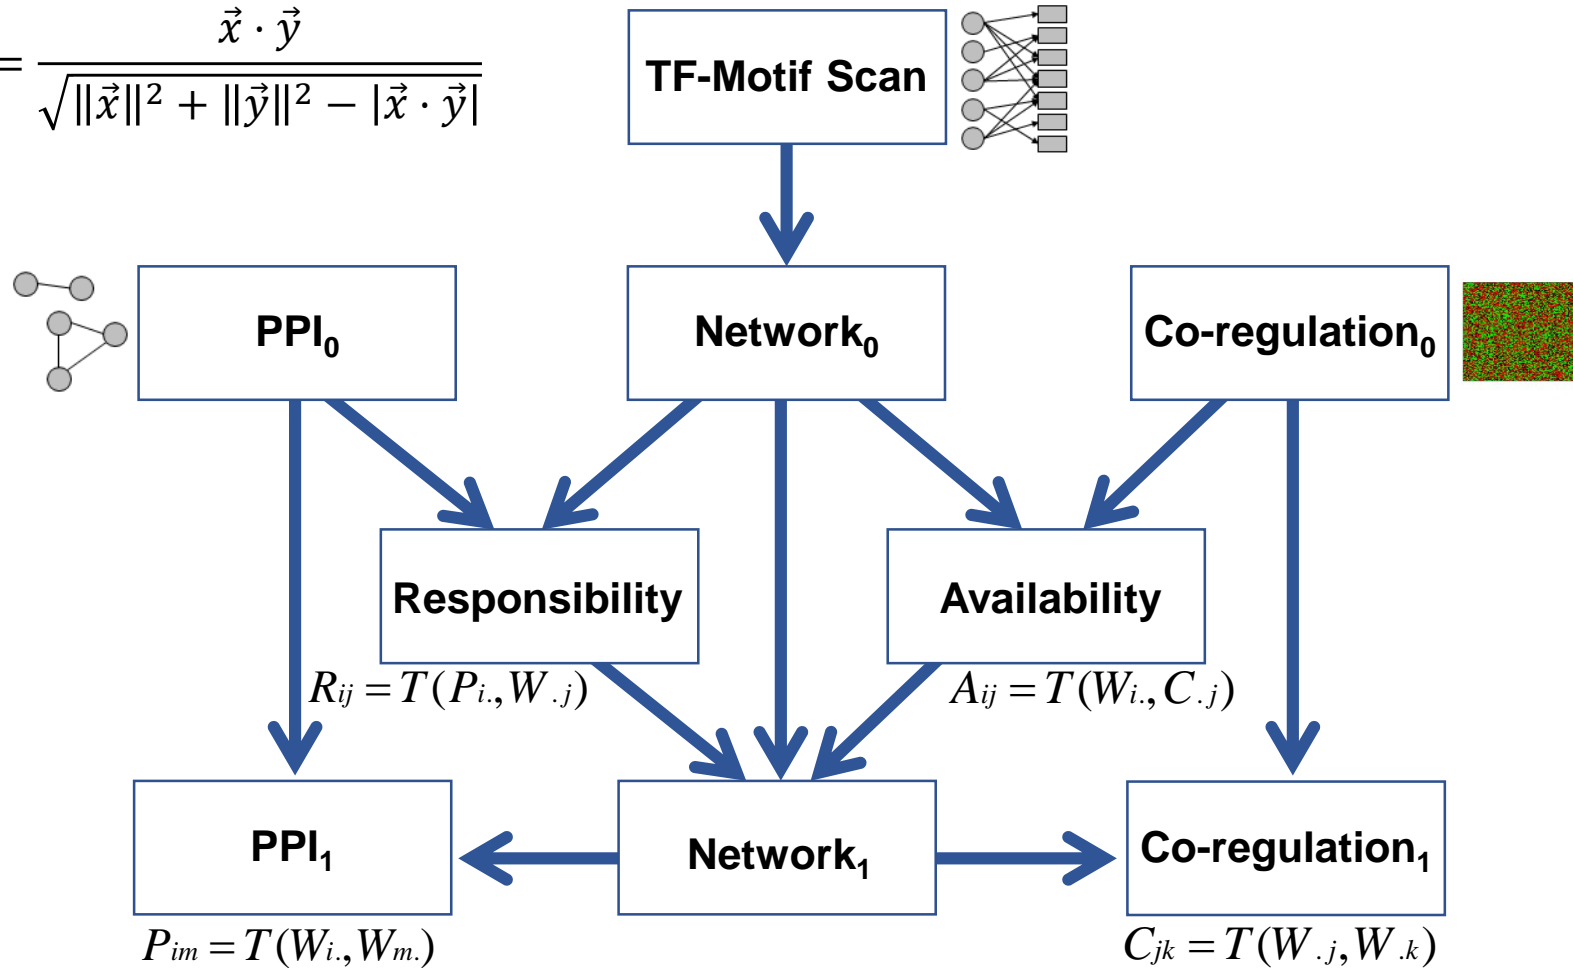 = x⃗ · y⃗ / √‖x⃗‖² + ‖y⃗‖² − |x⃗ · y⃗|
TF-Motif Scan
PPI₀
Network₀
Co-regulation₀
Responsibility
Availability
Rij = T(Pi., W.j)
Aij = T(Wi., C.j)
PPI₁
Network₁
Co-regulation₁
Pim = T(Wi., Wm.)
Cjk = T(W.j, W.k)